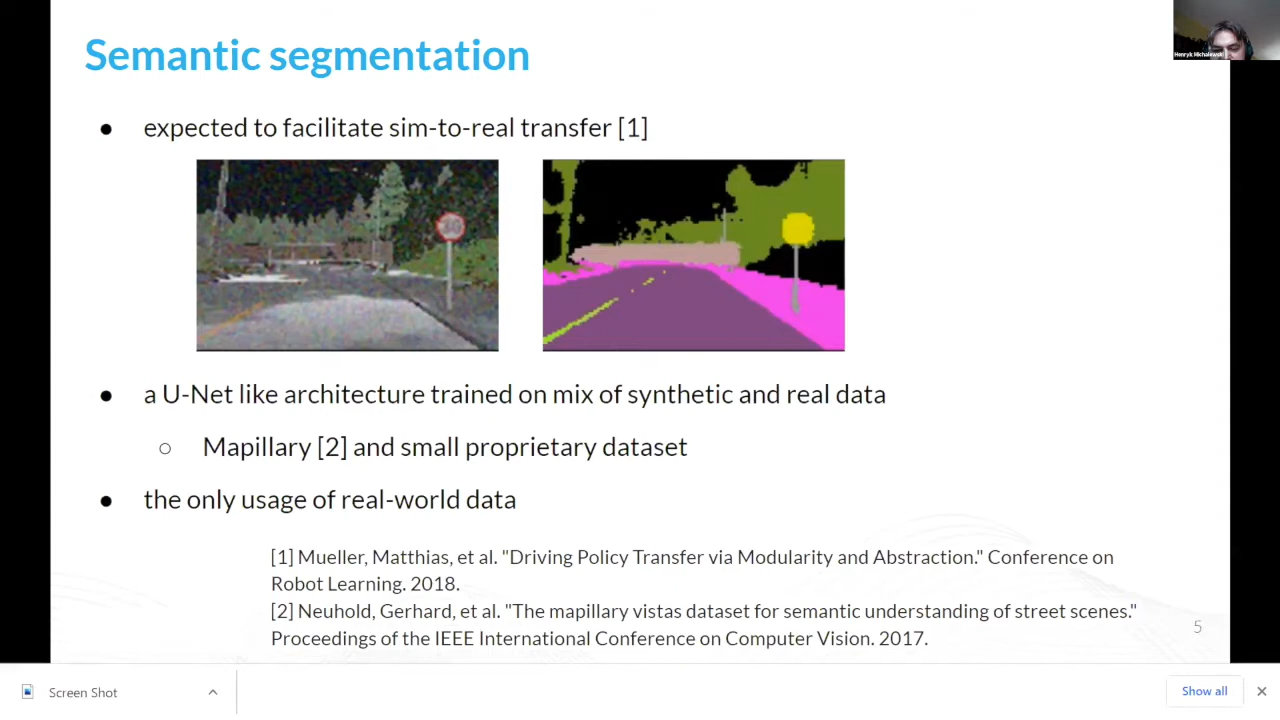 Semantic segmentation
Henryk Michalewski
● expected to facilitate sim-to-real transfer [1]
30
● a U-Net like architecture trained on mix of synthetic and real data
○ Mapillary [2] and small proprietary dataset
● the only usage of real-world data
[1] Mueller, Matthias, et al. "Driving Policy Transfer via Modularity and Abstraction." Conference on
Robot Learning. 2018.
[2] Neuhold, Gerhard, et al. "The mapillary vistas dataset for semantic understanding of street scenes."
Proceedings of the IEEE International Conference on Computer Vision. 2017.
5
Screen Shot
Show all